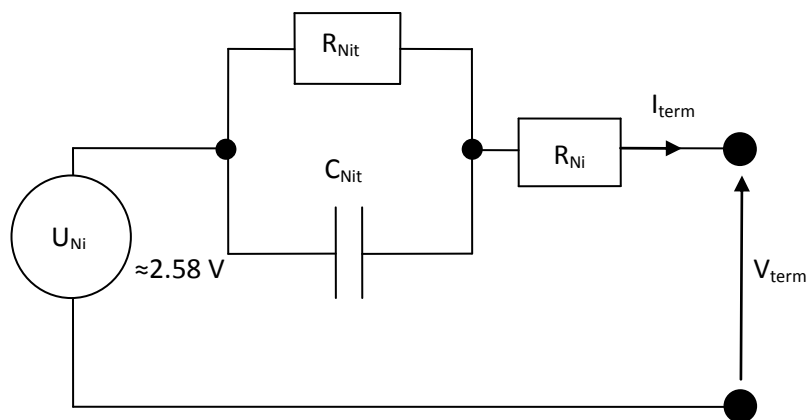 R_Nit
I_term
R_Ni
C_Nit
U_Ni
≈2.58 V
V_term